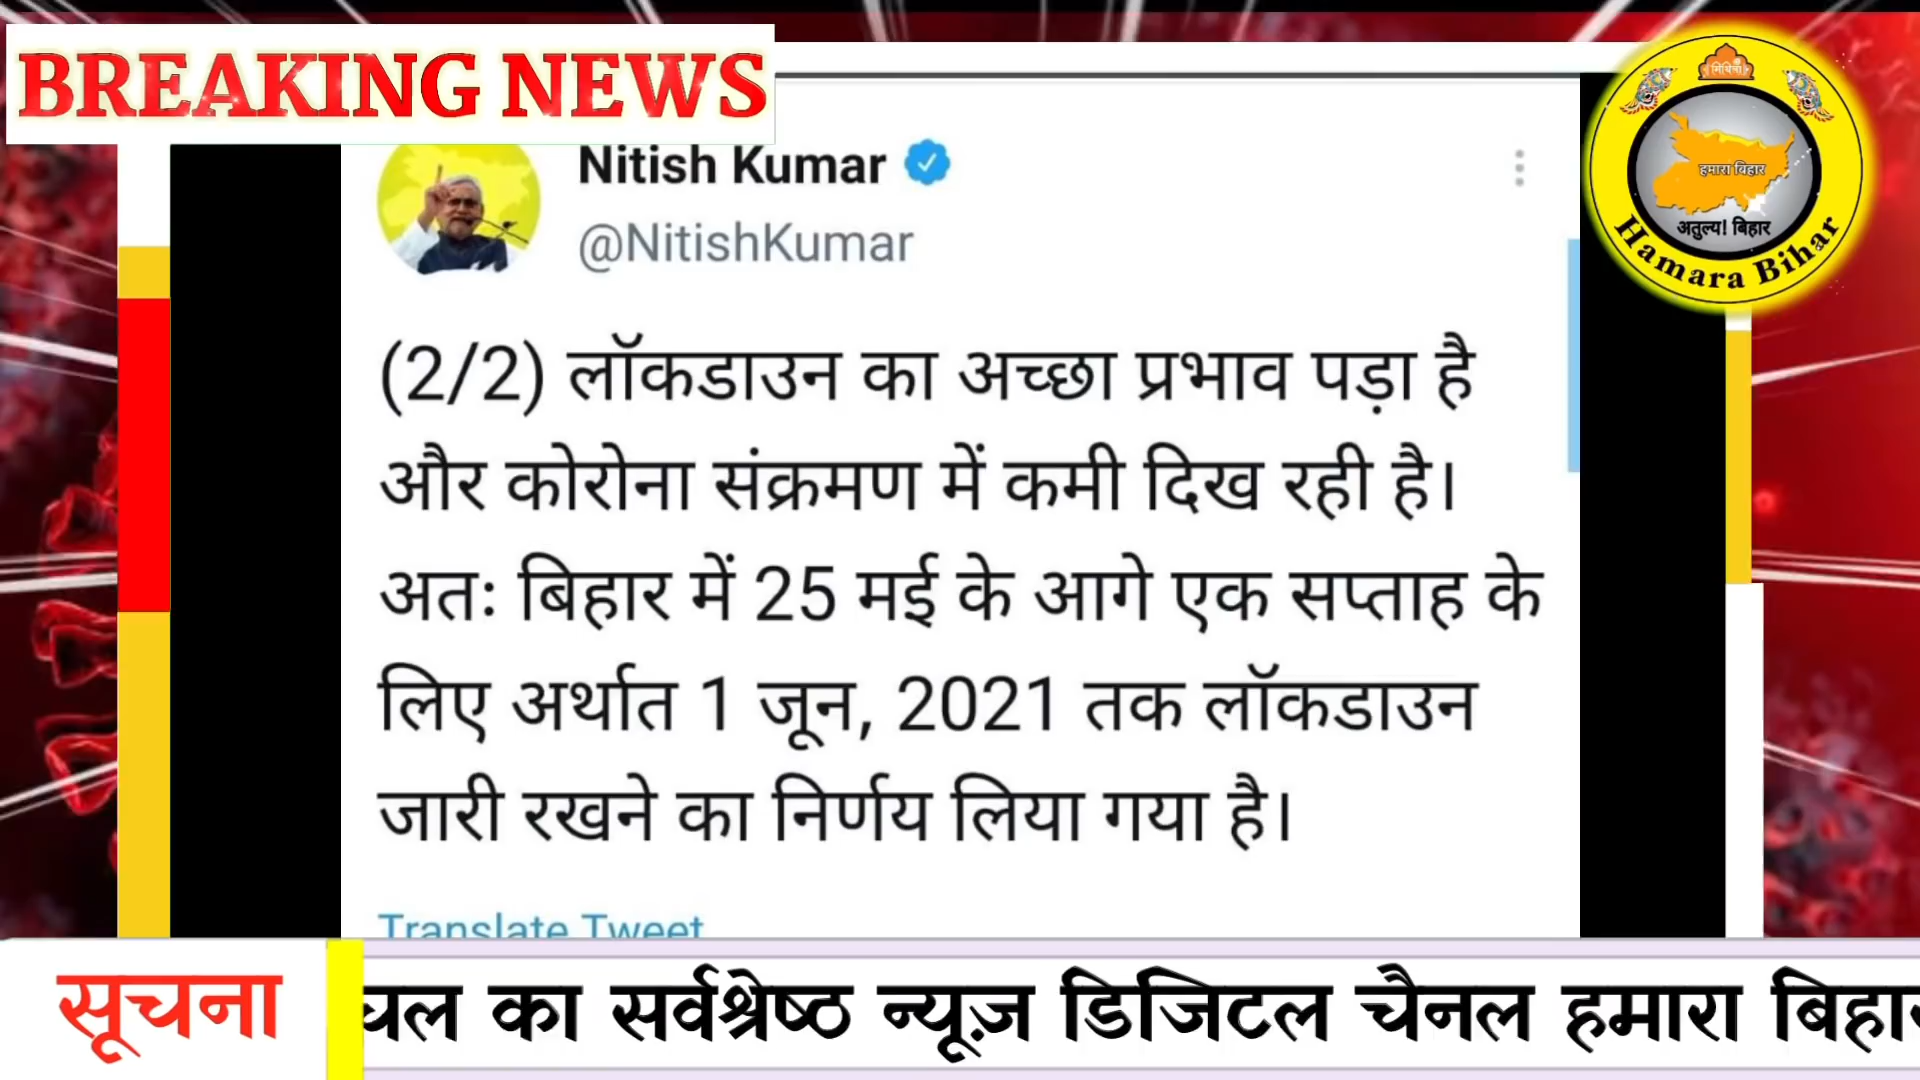 BREAKING NEWS
Nitish Kumar
@NitishKumar
(2/2) लॉकडाउन का अच्छा प्रभाव पड़ा है
और कोरोना संक्रमण में कमी दिख रही है।
अतः बिहार में 25 मई के आगे एक सप्ताह के
लिए अर्थात 1 जून, 2021 तक लॉकडाउन
जारी रखने का निर्णय लिया गया है।
Translate Tweet
मिथिला
हमारा बिहार
अतुल्य! बिहार
Hamara Bihar
सूचना
का सर्वश्रेष्ठ न्यूज़ डिजिटल चैनल हमारा